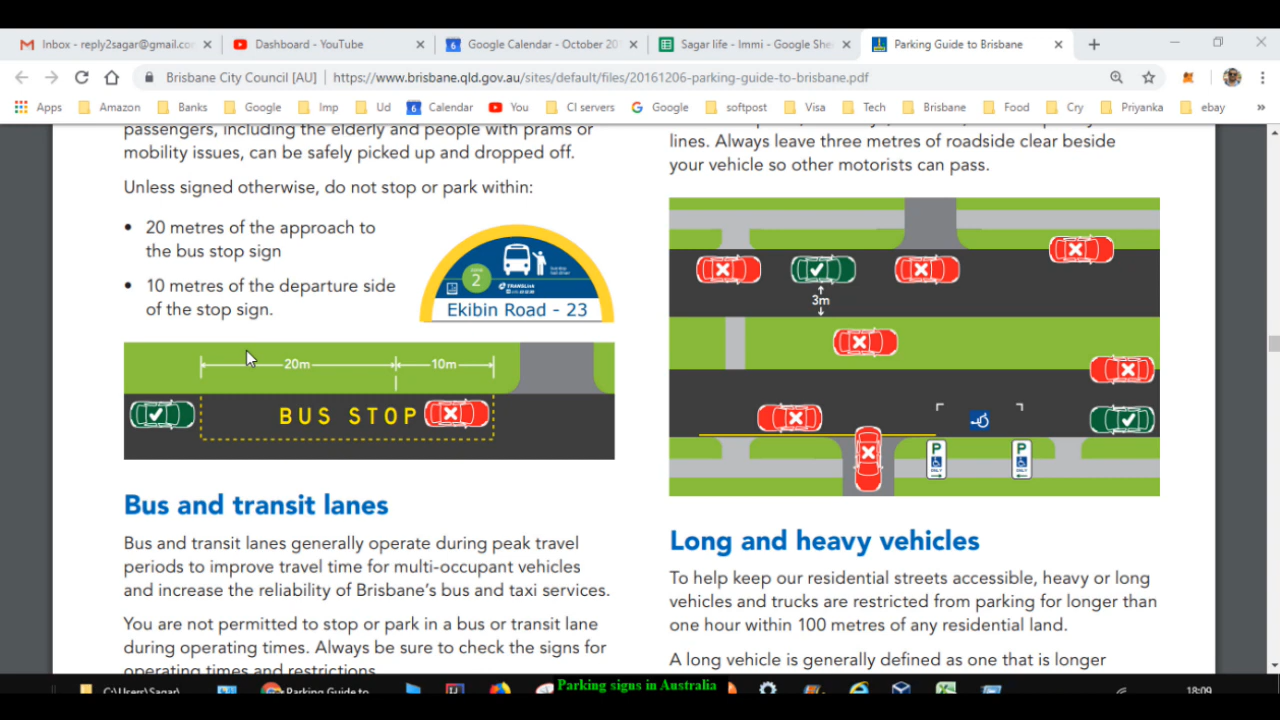 Inbox - reply2sagar@gmail.co
Dashboard - YouTube
Google Calendar - October 201
Sagar life - Immi - Google She
Parking Guide to Brisbane
Brisbane City Council [AU] https://www.brisbane.qld.gov.au/sites/default/files/20161206-parking-guide-to-brisbane.pdf
Apps Amazon Banks Google Imp Ud Calendar You CI servers Google softpost Visa Tech Brisbane Food Cry Priyanka ebay »
passengers, including the elderly and people with prams or
mobility issues, can be safely picked up and dropped off.
Unless signed otherwise, do not stop or park within:
• 20 metres of the approach to
the bus stop sign
• 10 metres of the departure side
of the stop sign.
2
TRANSLINK
Ekibin Road - 23
20m 10m
BUS STOP
Bus and transit lanes
Bus and transit lanes generally operate during peak travel
periods to improve travel time for multi-occupant vehicles
and increase the reliability of Brisbane's bus and taxi services.
You are not permitted to stop or park in a bus or transit lane
during operating times. Always be sure to check the signs for
operating times and restrictions.
lines. Always leave three metres of roadside clear beside
your vehicle so other motorists can pass.
3m
P
ONLY
P
ONLY
Long and heavy vehicles
To help keep our residential streets accessible, heavy or long
vehicles and trucks are restricted from parking for longer than
one hour within 100 metres of any residential land.
A long vehicle is generally defined as one that is longer
C:\Users\Sagar\
Parking Guide to
Parking signs in Australia
18:09